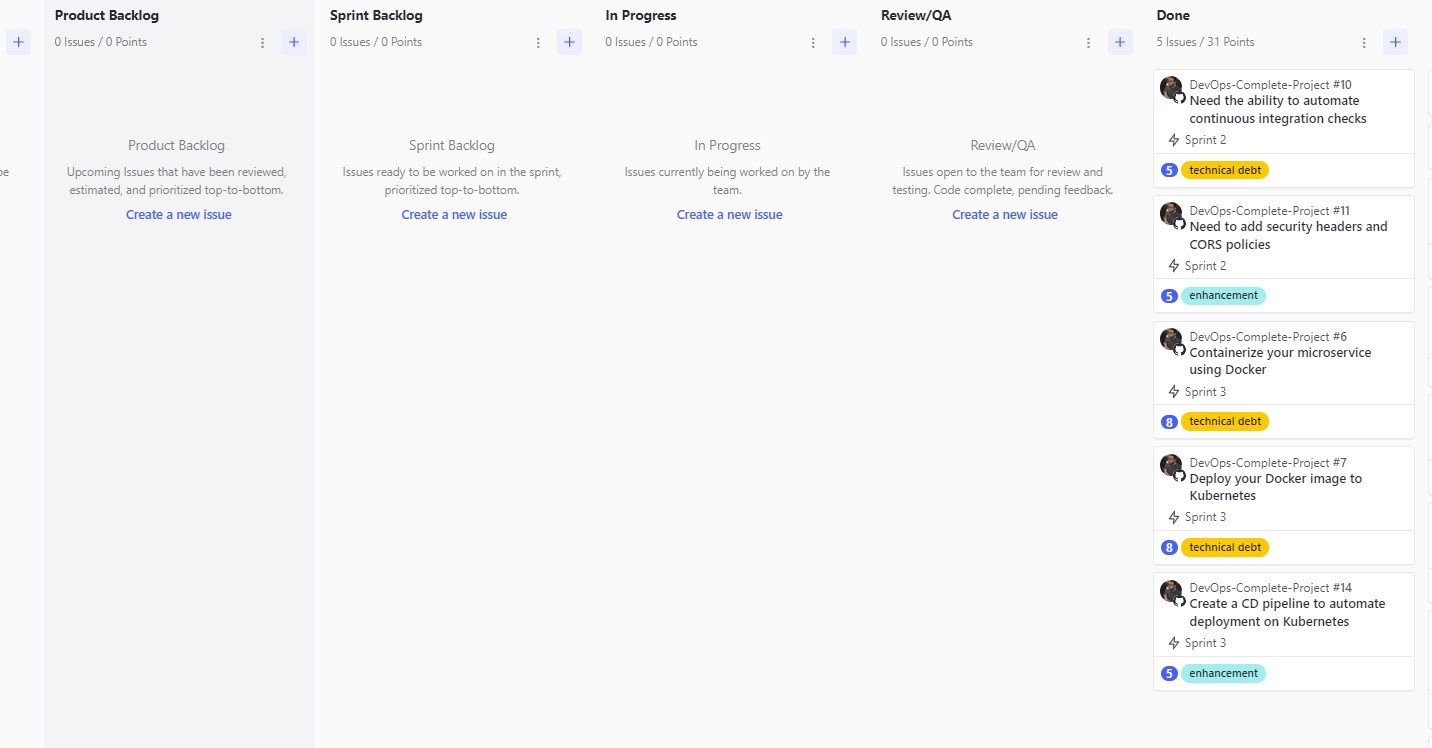 Product Backlog
0 Issues / 0 Points
Product Backlog
Upcoming Issues that have been reviewed,
estimated, and prioritized top-to-bottom.
Create a new issue
Sprint Backlog
0 Issues / 0 Points
Sprint Backlog
Issues ready to be worked on in the sprint,
prioritized top-to-bottom.
Create a new issue
In Progress
0 Issues / 0 Points
In Progress
Issues currently being worked on by the
team.
Create a new issue
Review/QA
0 Issues / 0 Points
Review/QA
Issues open to the team for review and
testing. Code complete, pending feedback.
Create a new issue
Done
5 Issues / 31 Points
DevOps-Complete-Project #10
Need the ability to automate
continuous integration checks
Sprint 2
5 technical debt
DevOps-Complete-Project #11
Need to add security headers and
CORS policies
Sprint 2
5 enhancement
DevOps-Complete-Project #6
Containerize your microservice
using Docker
Sprint 3
8 technical debt
DevOps-Complete-Project #7
Deploy your Docker image to
Kubernetes
Sprint 3
8 technical debt
DevOps-Complete-Project #14
Create a CD pipeline to automate
deployment on Kubernetes
Sprint 3
5 enhancement